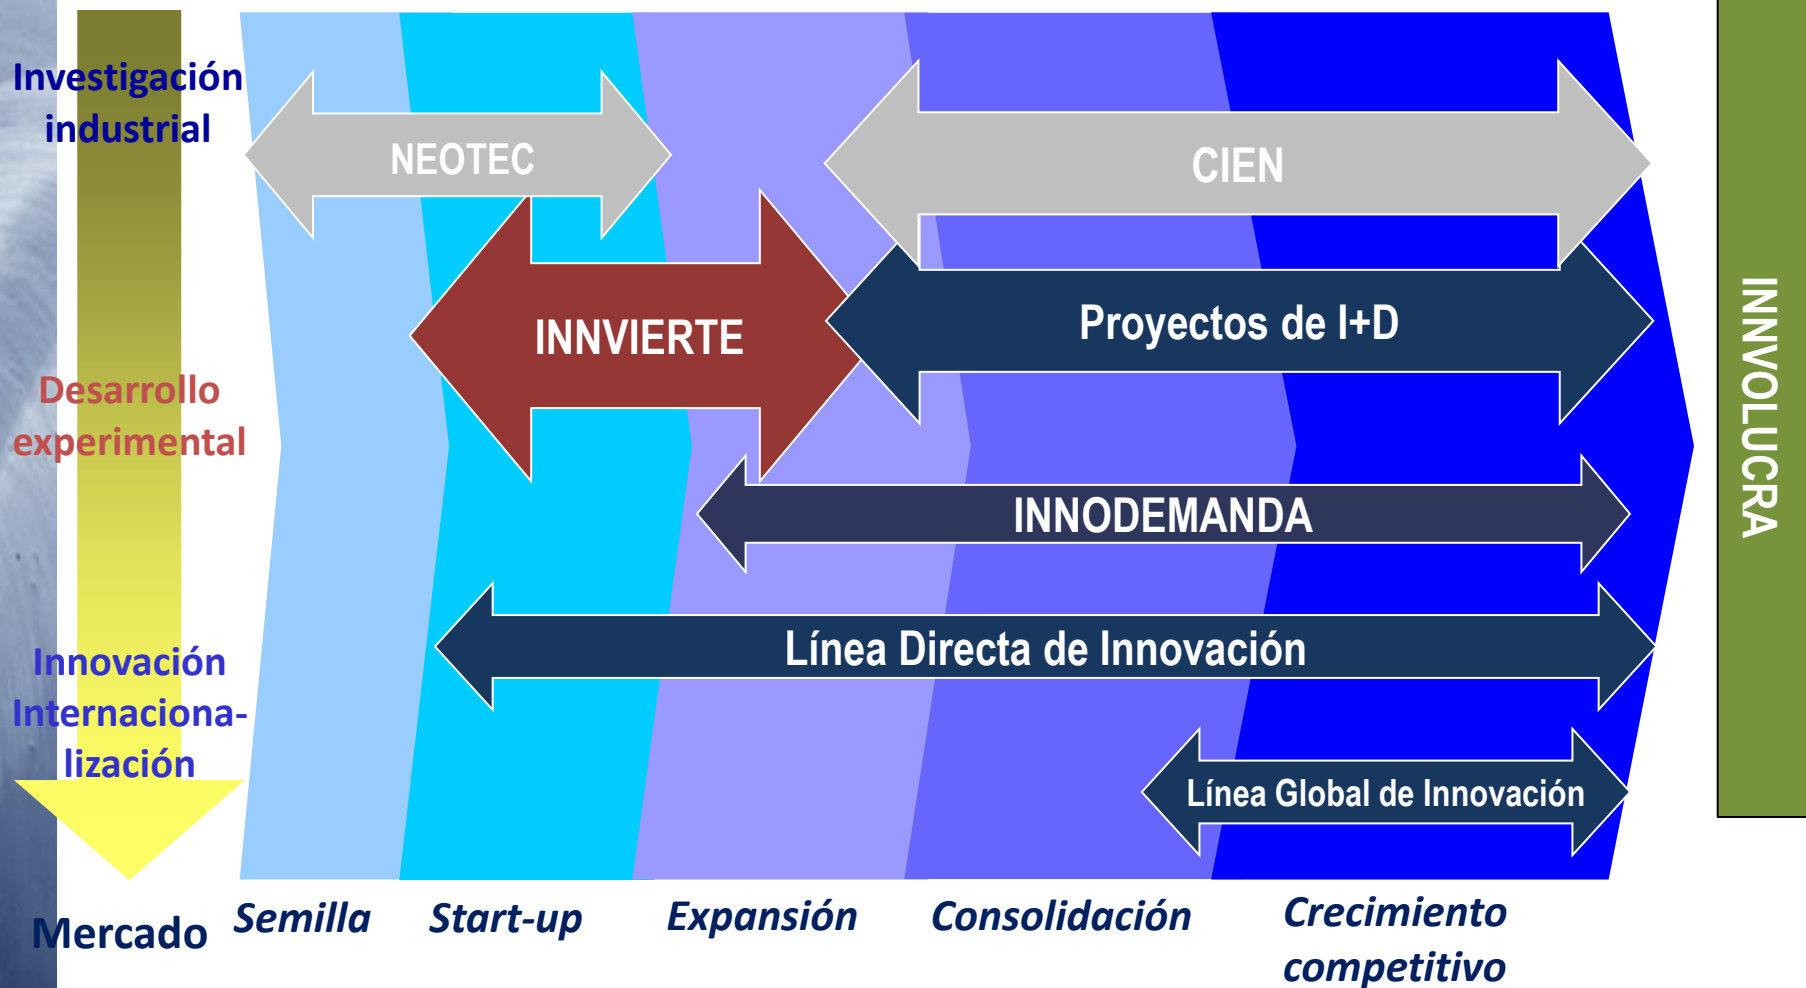 Investigación
industrial
NEOTEC
CIEN
INNVIERTE
Proyectos de I+D
Desarrollo
experimental
INNODEMANDA
Línea Directa de Innovación
Innovación
Internaciona-
lización
Línea Global de Innovación
INNVOLUCRA
Mercado
Semilla
Start-up
Expansión
Consolidación
Crecimiento
competitivo